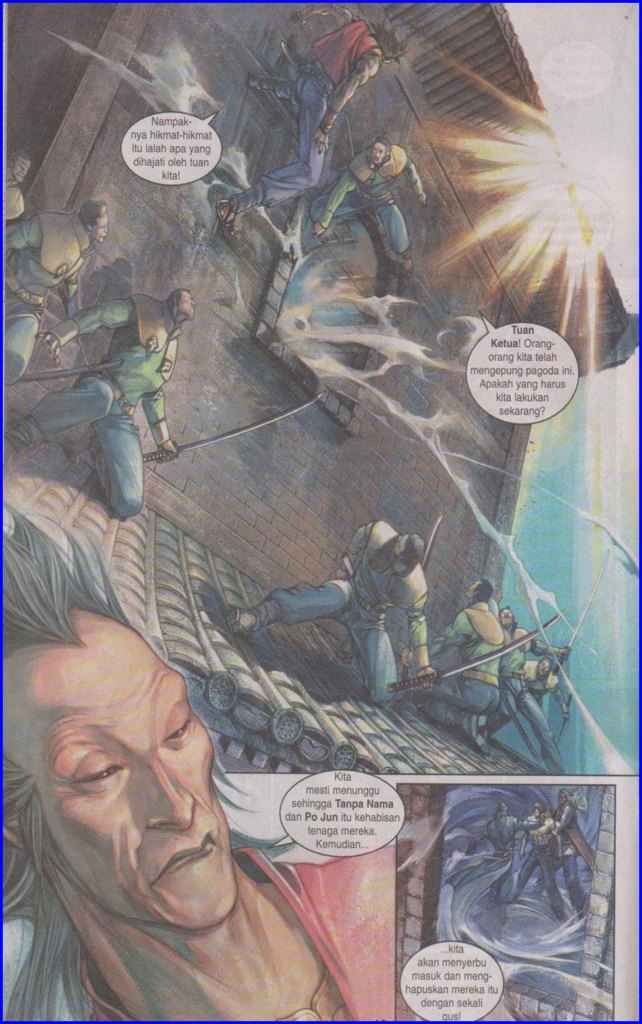 Nampak-
nya hikmat-hikmat
itu ialah apa yang
dihajati oleh tuan
kita!
Tuan
Ketua! Orang-
orang kita telah
mengepung pagoda ini.
Apakah yang harus
kita lakukan
sekarang?
Kita
mesti menunggu
sehingga Tanpa Nama
dan Po Jun itu kehabisan
tenaga mereka.
Kemudian...
...kita
akan menyerbu
masuk dan meng-
hapuskan mereka itu
dengan sekali
gus!